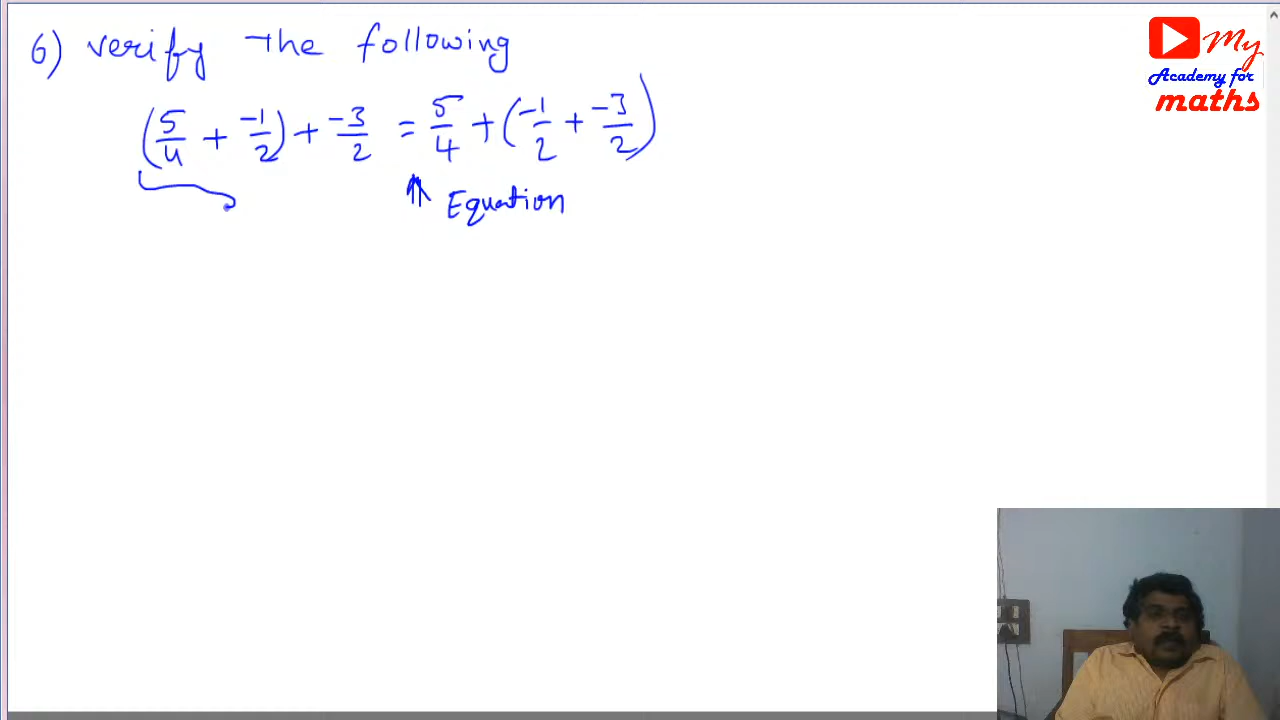 6) verify the following
(5/4 + -1/2) + -3/2 = 5/4 + (-1/2 + -3/2)
Equation
My
Academy for
maths